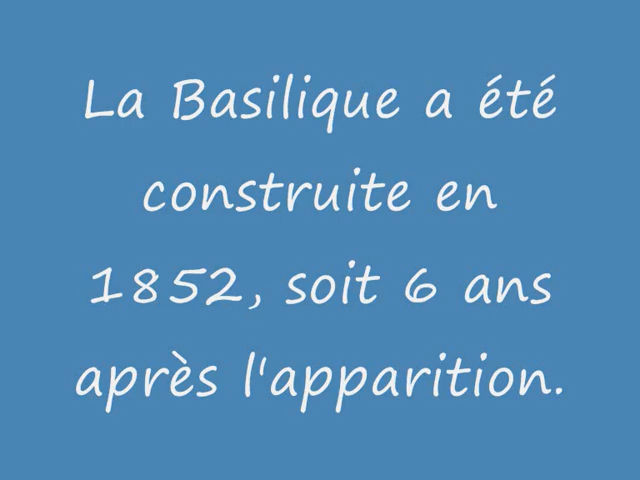 La Basilique a été
construite en
1852, soit 6 ans
après l'apparition.